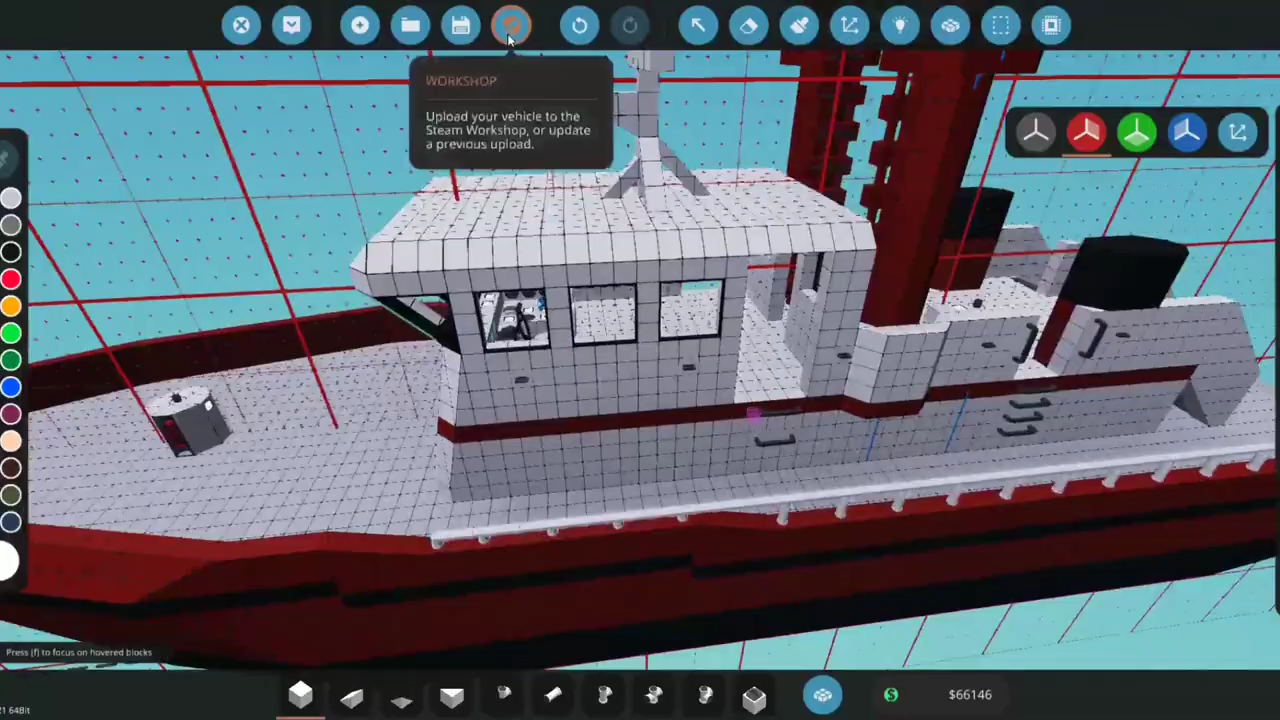 WORKSHOP
Upload your vehicle to the
Steam Workshop, or update
a previous upload.
Press [f] to focus on hovered blocks
21 64Bit
$
$66146